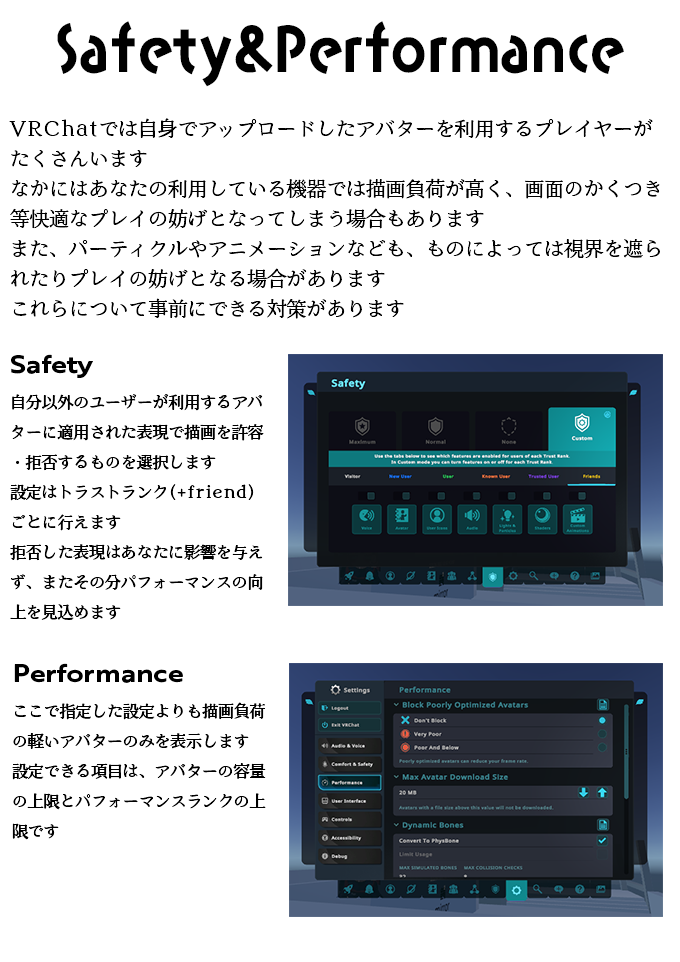 Safety&Performance
VRChatでは自身でアップロードしたアバターを利用するプレイヤーが
たくさんいます
なかにはあなたの利用している機器では描画負荷が高く、画面のかくつき
等快適なプレイの妨げとなってしまう場合もあります
また、パーティクルやアニメーションなども、ものによっては視界を遮ら
れたりプレイの妨げとなる場合があります
これらについて事前にできる対策があります
Safety
自分以外のユーザーが利用するアバ
ターに適用された表現で描画を許容
・拒否するものを選択します
設定はトラストランク(+friend)
ごとに行えます
拒否した表現はあなたに影響を与え
ず、またその分パフォーマンスの向
上を見込めます
Safety
Maximum
Normal
None
Custom
Use the tabs below to see which features are enabled for users of each Trust Rank.
In Custom mode you can turn features on or off for each Trust Rank.
Visitor
New User
User
Known User
Trusted User
Friends
Voice
Avatar
User Icons
Audio
Lights &
Particles
Shaders
Custom
Animations
Performance
ここで指定した設定よりも描画負荷
の軽いアバターのみを表示します
設定できる項目は、アバターの容量
の上限とパフォーマンスランクの上
限です
Settings
Logout
Exit VRChat
Audio & Voice
Comfort & Safety
Performance
User Interface
Controls
Accessibility
Debug
Performance
Block Poorly Optimized Avatars
Don't Block
Very Poor
Poor And Below
Poorly optimized avatars can reduce your frame rate.
Max Avatar Download Size
20 MB
Avatars with a file size above this value will not be downloaded.
Dynamic Bones
Convert To PhysBone
Limit Usage
MAX SIMULATED BONES
MAX COLLISION CHECKS